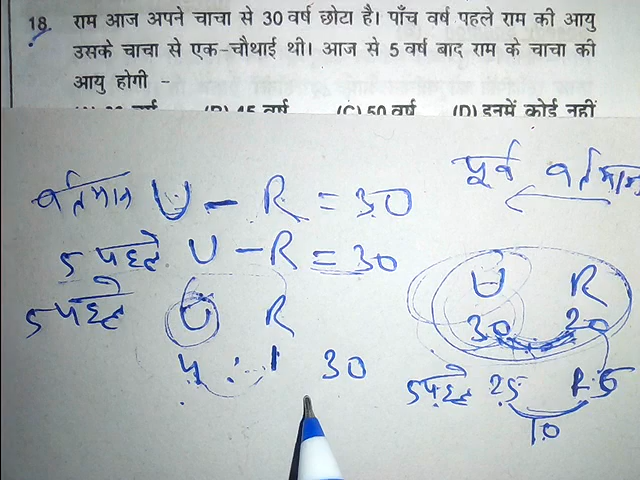 18. राम आज अपने चाचा से 30 वर्ष छोटा है। पाँच वर्ष पहले राम की आयु
उसके चाचा से एक-चौथाई थी। आज से 5 वर्ष बाद राम के चाचा की
आयु होगी -
(B) 45 वर्ष (C) 50 वर्ष (D) इनमें कोई नहीं
पूर्व वर्तमान
वर्तमान U - R = 30
5 पहले U - R = 30
5 पहले U R
4 : 1 30
U R
30 20
5 पहले 25
10